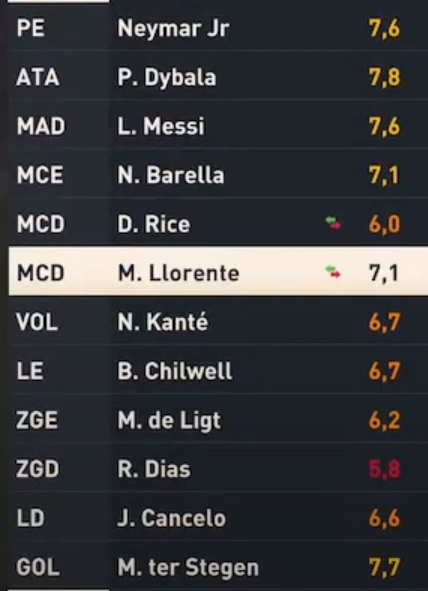 PE Neymar Jr 7,6
ATA P. Dybala 7,8
MAD L. Messi 7,6
MCE N. Barella 7,1
MCD D. Rice 6,0
MCD M. Llorente 7,1
VOL N. Kanté 6,7
LE B. Chilwell 6,7
ZGE M. de Ligt 6,2
ZGD R. Dias 5,8
LD J. Cancelo 6,6
GOL M. ter Stegen 7,7